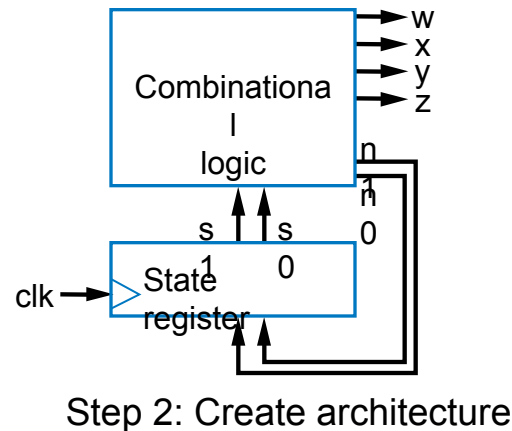 w
x
y
z
Combinationa
l
logic
n
1
n
0
s
1
s
0
clk
State
register
Step 2: Create architecture